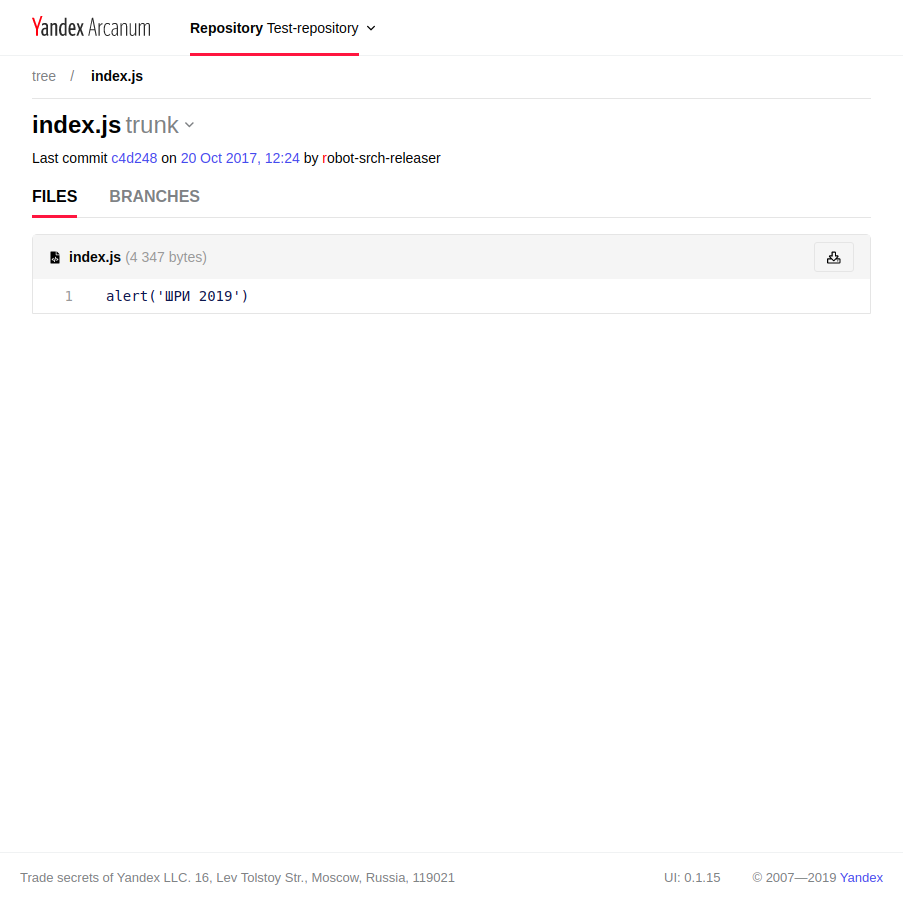 Yandex Arcanum
Repository Test-repository
tree / index.js
index.js trunk
Last commit c4d248 on 20 Oct 2017, 12:24 by robot-srch-releaser
FILES BRANCHES
index.js (4 347 bytes)
1 alert('ШРИ 2019')
Trade secrets of Yandex LLC. 16, Lev Tolstoy Str., Moscow, Russia, 119021 UI: 0.1.15 © 2007—2019 Yandex